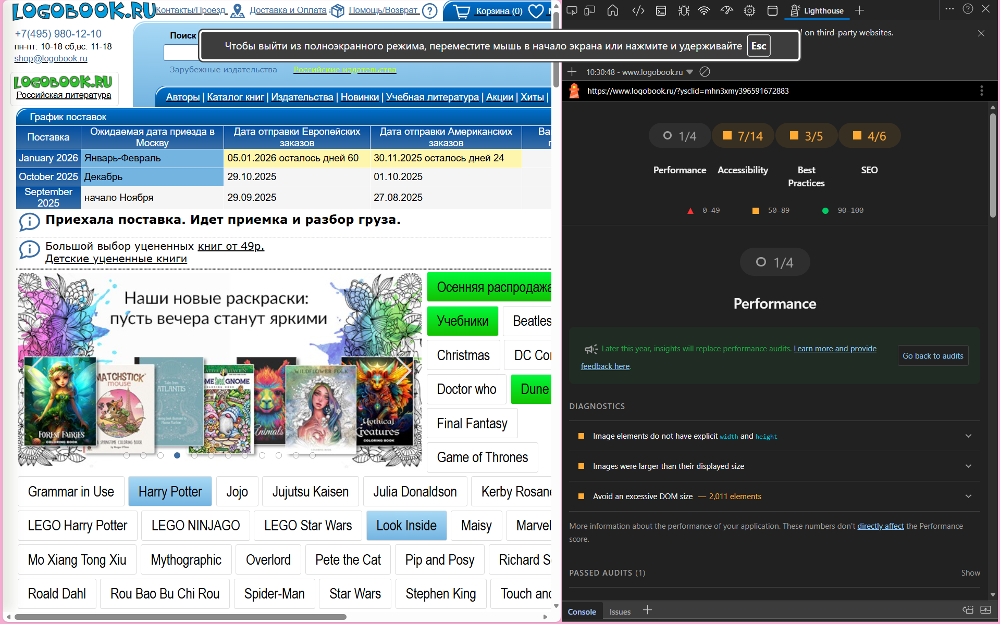 LOGOBOOK.RU
Контакты/Проезд Доставка и Оплата Помощь/Возврат ? Корзина (0)
+7(495) 980-12-10
пн-пт: 10-18 сб,вс: 11-18
shop@logobook.ru
LOGOBOOK.RU
Российская литература
Поиск
Зарубежные издательства Российские издательства
Авторы | Каталог книг | Издательства | Новинки | Учебная литература | Акции | Хиты |
Чтобы выйти из полноэкранного режима, переместите мышь в начало экрана или нажмите и удерживайте Esc
График поставок
Поставка Ожидаемая дата приезда в Москву Дата отправки Европейских заказов Дата отправки Американских заказов
January 2026 Январь-Февраль 05.01.2026 осталось дней 60 30.11.2025 осталось дней 24
October 2025 Декабрь 29.10.2025 01.10.2025
September 2025 начало Ноября 29.09.2025 27.08.2025
Приехала поставка. Идет приемка и разбор груза.
Большой выбор уцененных книг от 49р.
Детские уцененные книги
Наши новые раскраски:
пусть вечера станут яркими
FOREST FAIRIES
COLORING BOOK
MATCHSTICK
mouse
A SPRINGTIME COLORING BOOK
Tales from
ATLANTIS
SWEET GNOME
COLORING BOOK
Animals
WILDFLOWER FOLK
COLORING BOOK
Mythical
Creatures
COLORING BOOK
Осенняя распродажа
Учебники Beatles
Christmas DC Co
Doctor who Dune
Final Fantasy
Game of Thrones
Grammar in Use Harry Potter Jojo Jujutsu Kaisen Julia Donaldson Kerby Rosane
LEGO Harry Potter LEGO NINJAGO LEGO Star Wars Look Inside Maisy Marvel
Mo Xiang Tong Xiu Mythographic Overlord Pete the Cat Pip and Posy Richard S
Roald Dahl Rou Bao Bu Chi Rou Spider-Man Star Wars Stephen King Touch and
Lighthouse
on third-party websites.
10:30:48 - www.logobook.ru
https://www.logobook.ru/?ysclid=mhn3xmy396591672883
1/4 7/14 3/5 4/6
Performance Accessibility Best Practices SEO
0–49 50–89 90–100
1/4
Performance
Later this year, insights will replace performance audits. Learn more and provide
feedback here.
Go back to audits
DIAGNOSTICS
Image elements do not have explicit width and height
Images were larger than their displayed size
Avoid an excessive DOM size — 2,011 elements
More information about the performance of your application. These numbers don't directly affect the Performance
score.
PASSED AUDITS (1) Show
Console Issues